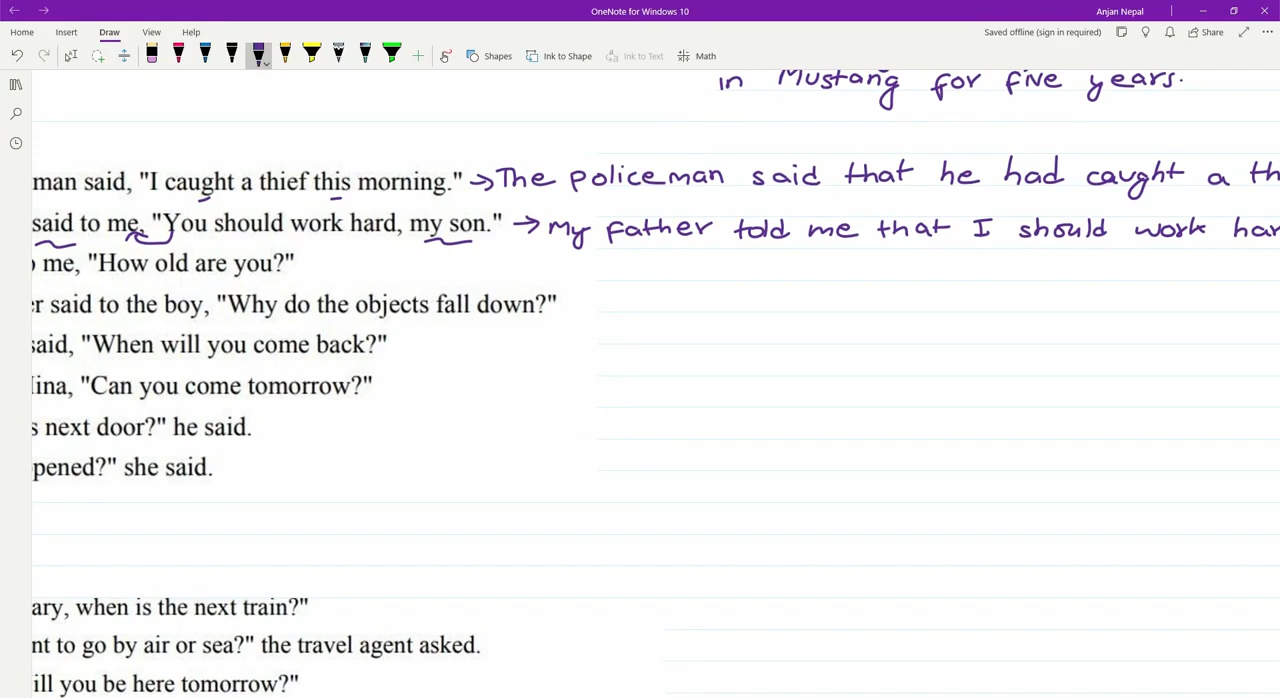 OneNote for Windows 10
Anjan Nepal
Home Insert Draw View Help
Saved offline (sign in required) Share
Shapes Ink to Shape Ink to Text Math
in Mustang for five years.
man said, "I caught a thief this morning." → The policeman said that he had caught a th
said to me, "You should work hard, my son." → My father told me that I should work har
me, "How old are you?"
er said to the boy, "Why do the objects fall down?"
said, "When will you come back?"
ina, "Can you come tomorrow?"
s next door?" he said.
pened?" she said.
ary, when is the next train?"
nt to go by air or sea?" the travel agent asked.
ill you be here tomorrow?"